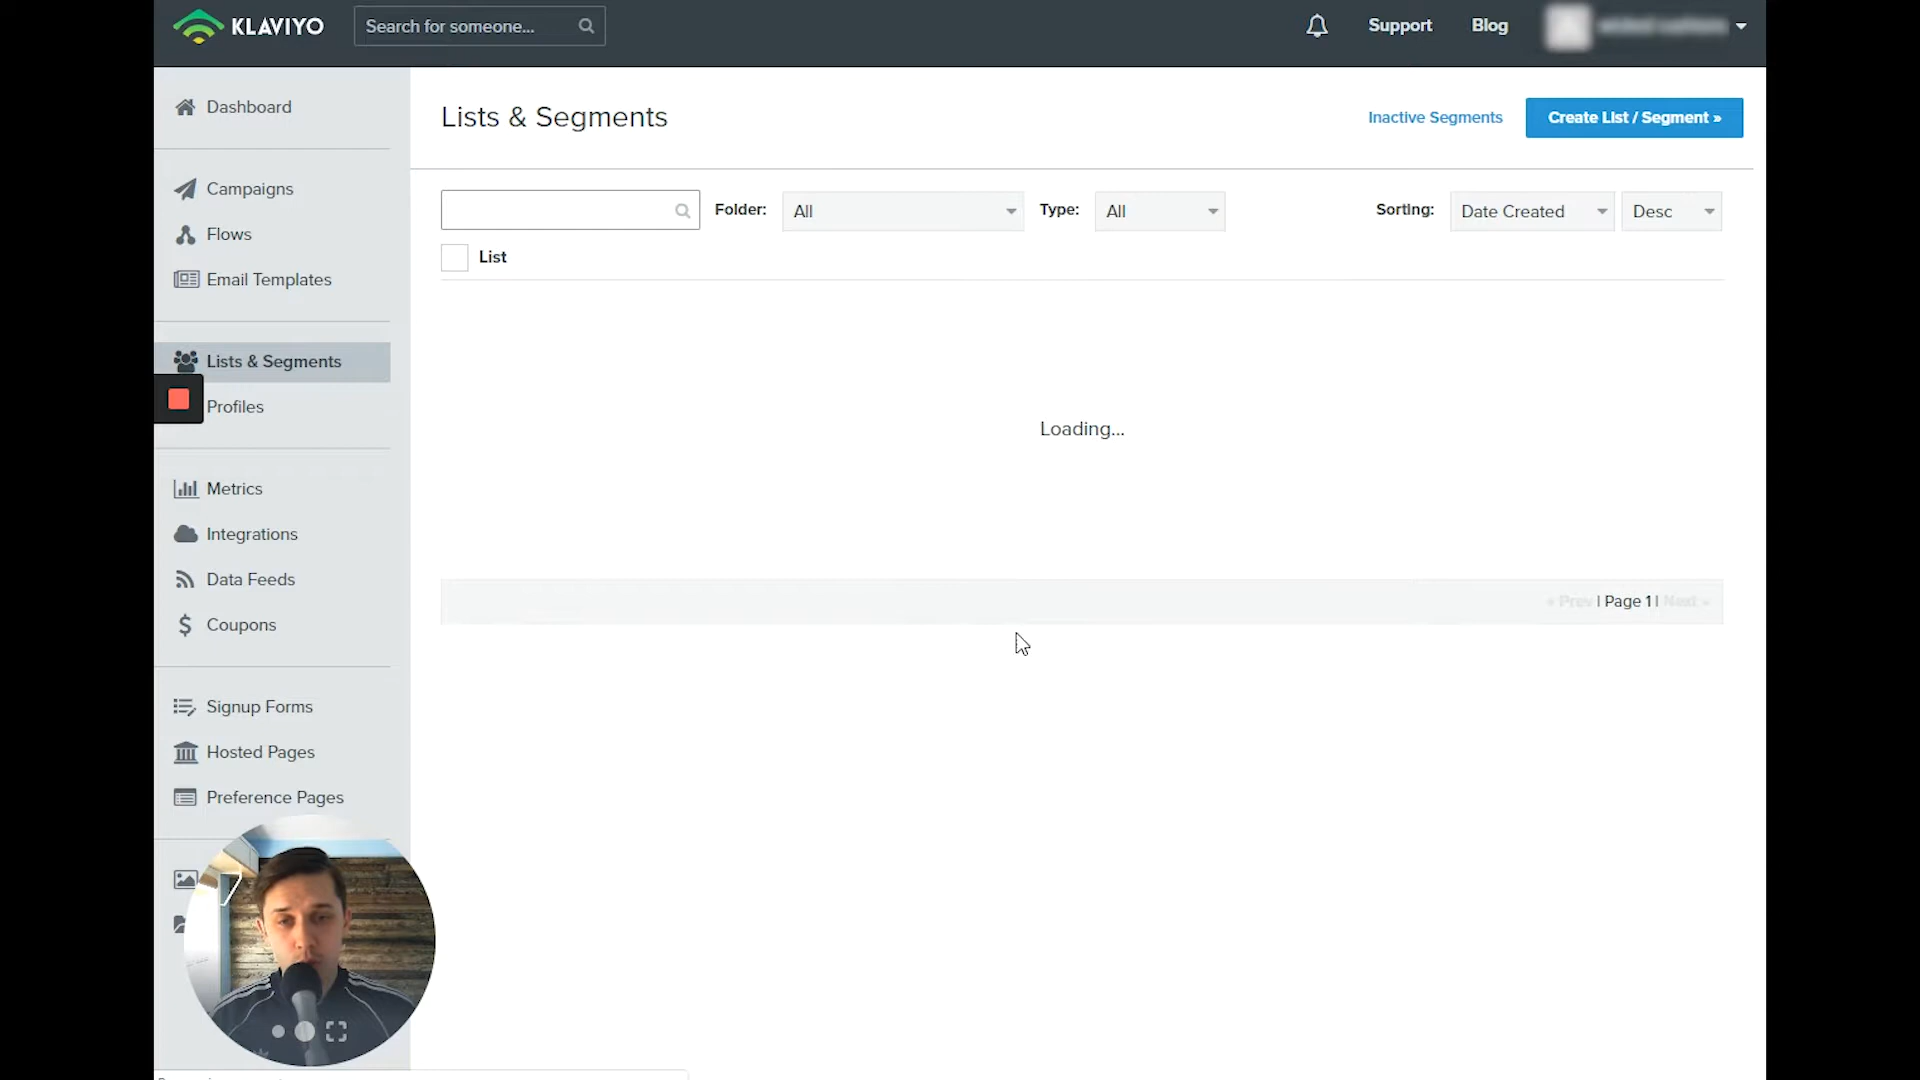 KLAVIYO
Search for someone...
Support
Blog
Dashboard
Campaigns
Flows
Email Templates
Lists & Segments
Profiles
Metrics
Integrations
Data Feeds
Coupons
Signup Forms
Hosted Pages
Preference Pages
Lists & Segments
Inactive Segments
Create List / Segment »
Folder:
All
Type:
All
Sorting:
Date Created
Desc
List
Loading...
« Prev | Page 1 | Next »